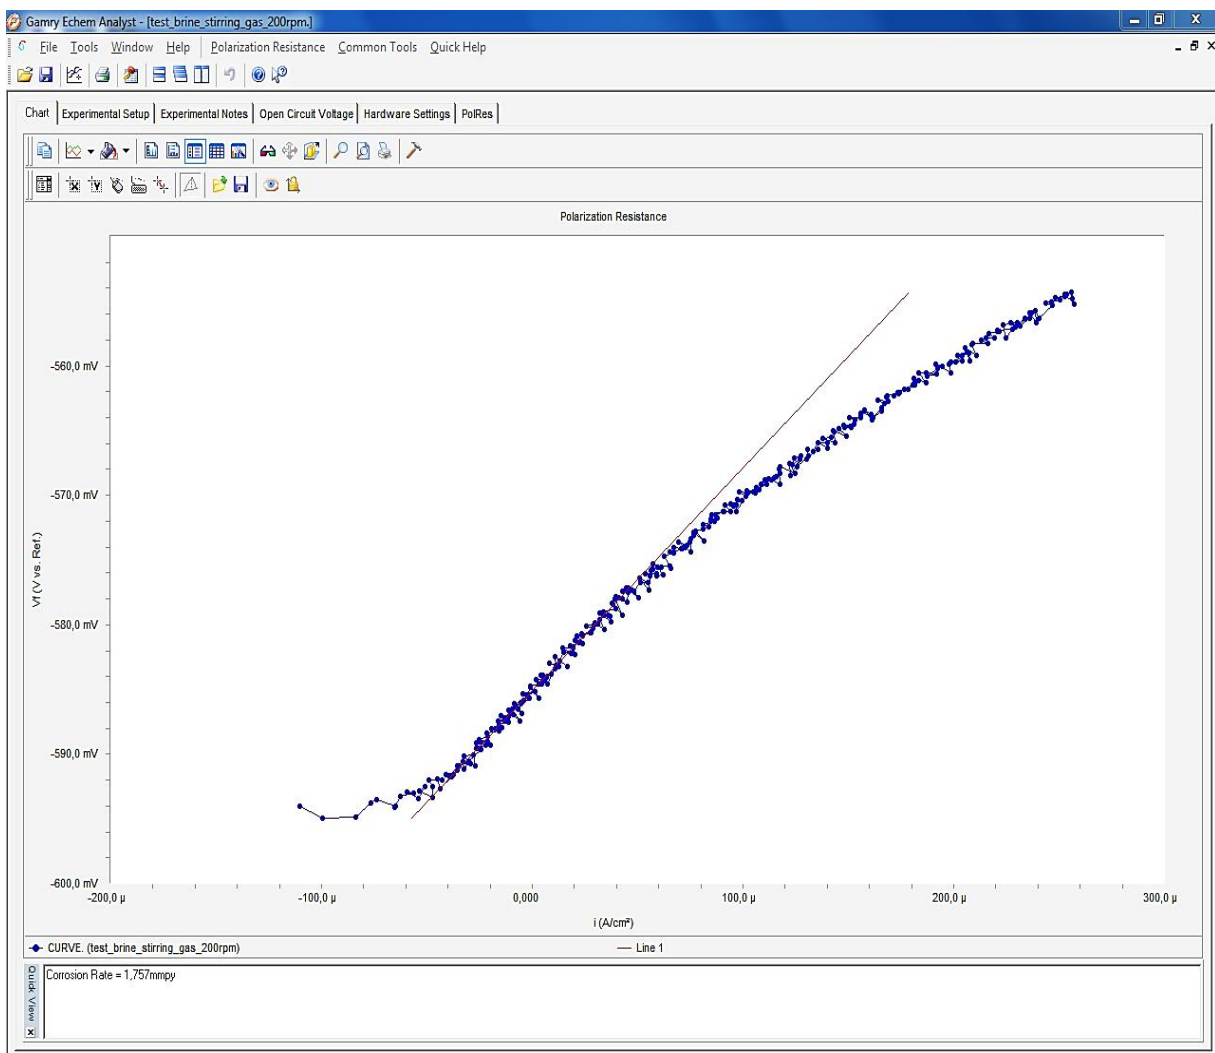 Gamry Echem Analyst - [test_brine_stirring_gas_200rpm.]
File Tools Window Help Polarization Resistance Common Tools Quick Help
Chart Experimental Setup Experimental Notes Open Circuit Voltage Hardware Settings PolRes
Polarization Resistance
-560,0 mV
-570,0 mV
Vf (V vs. Ref.)
-580,0 mV
-590,0 mV
-600,0 mV
-200,0 µ -100,0 µ 0,000 100,0 µ 200,0 µ 300,0 µ
i (A/cm²)
CURVE. (test_brine_stirring_gas_200rpm) Line 1
Quick View
Corrosion Rate = 1,757mmpy